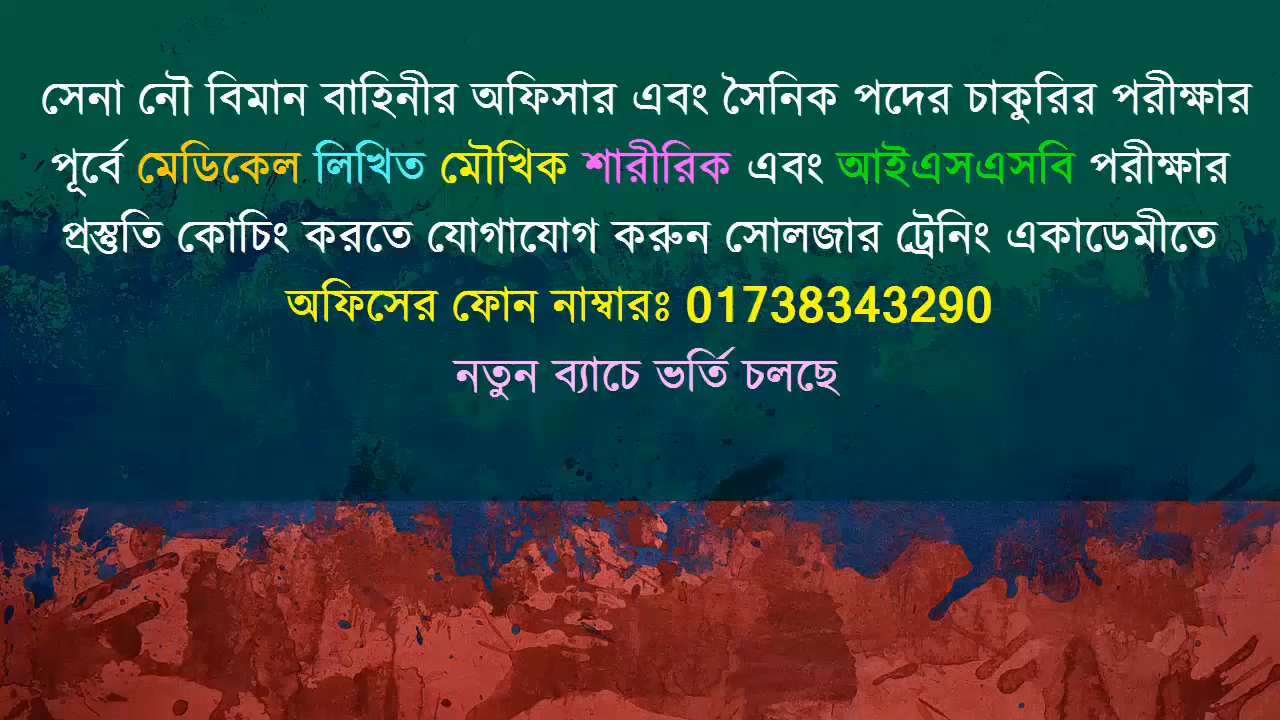 সেনা নৌ বিমান বাহিনীর অফিসার এবং সৈনিক পদের চাকুরির পরীক্ষার
পূর্বে মেডিকেল লিখিত মৌখিক শারীরিক এবং আইএসএসবি পরীক্ষার
প্রস্তুতি কোচিং করতে যোগাযোগ করুন সোলজার ট্রেনিং একাডেমীতে
অফিসের ফোন নাম্বারঃ 01738343290
নতুন ব্যাচে ভর্তি চলছে